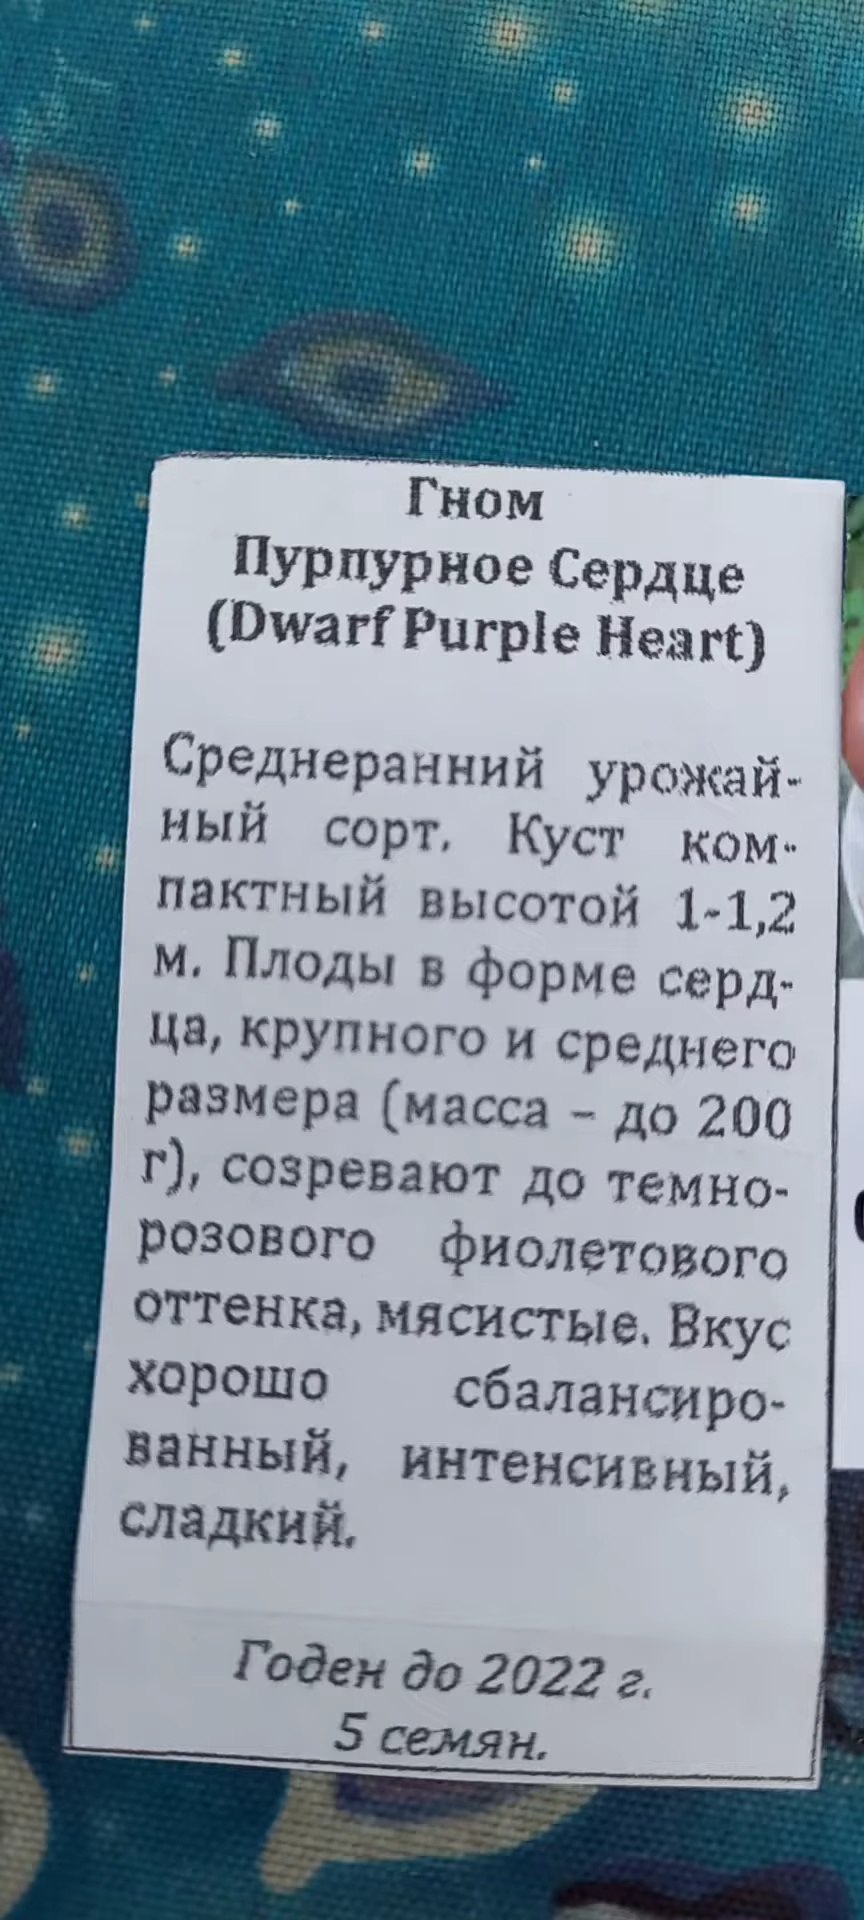 Гном
Пурпурное Сердце
(Dwarf Purple Heart)
Среднеранний урожай-
ный сорт. Куст ком-
пактный высотой 1-1,2
м. Плоды в форме серд-
ца, крупного и среднего
размера (масса – до 200
г), созревают до темно-
розового фиолетового
оттенка, мясистые. Вкус
хорошо сбалансиро-
ванный, интенсивный,
сладкий.
Годен до 2022 г.
5 семян.